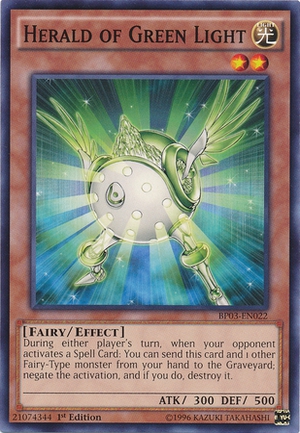 HERALD OF GREEN LIGHT
LIGHT
光
BP03-EN022
[FAIRY/EFFECT]
During either player's turn, when your opponent
activates a Spell Card: You can send this card and 1 other
Fairy-Type monster from your hand to the Graveyard;
negate the activation, and if you do, destroy it.
ATK/ 300 DEF/ 500
21074344 1st Edition ©1996 KAZUKI TAKAHASHI